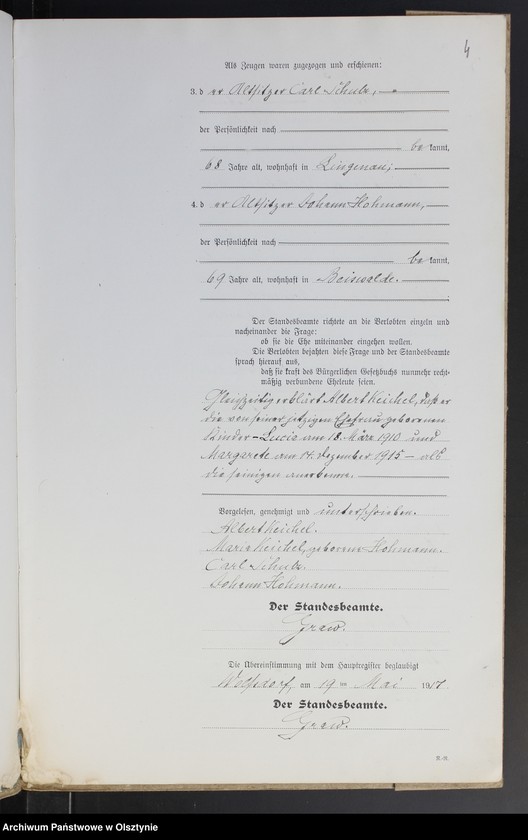 4
Als Zeugen waren zugezogen und erschienen:
3. der Altsitzer Carl Schulz,
der Persönlichkeit nach
be kannt,
68 Jahre alt, wohnhaft in Lingenau;
4. der Altsitzer Johann Hohmann,
der Persönlichkeit nach
be kannt,
69 Jahre alt, wohnhaft in Beiswalde.
Der Standesbeamte richtete an die Verlobten einzeln und
nacheinander die Frage:
ob sie die Ehe miteinander eingehen wollen.
Die Verlobten bejahten diese Frage und der Standesbeamte
sprach hierauf aus,
daß sie kraft des Bürgerlichen Gesetzbuchs nunmehr recht-
mäßig verbundene Eheleute seien.
Gleichzeitig erklärt Albert Keichel, daß er
die von seiner jetzigen Ehefrau geborenen
Kinder - Lucia am 18. März 1910 und
Margarete am 14. Dezember 1915 - als
die seinigen anerkenne.
Vorgelesen, genehmigt und unterschrieben.
Albert Keichel.
Maria Keichel, geborene Hohmann.
Carl Schulz.
Johann Hohmann.
Der Standesbeamte.
Graw.
Die Übereinstimmung mit dem Hauptregister beglaubigt
Wolfsdorf, am 19 ten Mai 1917
Der Standesbeamte.
Graw.
Archiwum Państwowe w Olsztynie